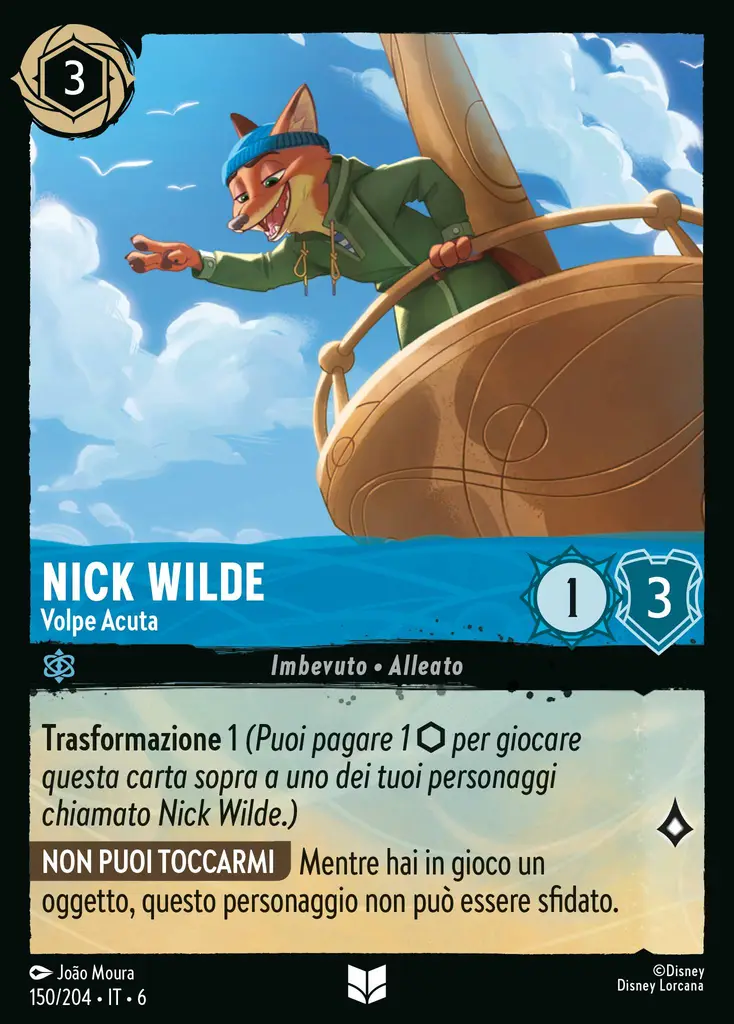 3
NICK WILDE
Volpe Acuta
1
3
Imbevuto • Alleato
Trasformazione 1 (Puoi pagare 1 ⬡ per giocare
questa carta sopra a uno dei tuoi personaggi
chiamato Nick Wilde.)
NON PUOI TOCCARMI Mentre hai in gioco un
oggetto, questo personaggio non può essere sfidato.
João Moura
150/204 • IT • 6
©Disney
Disney Lorcana